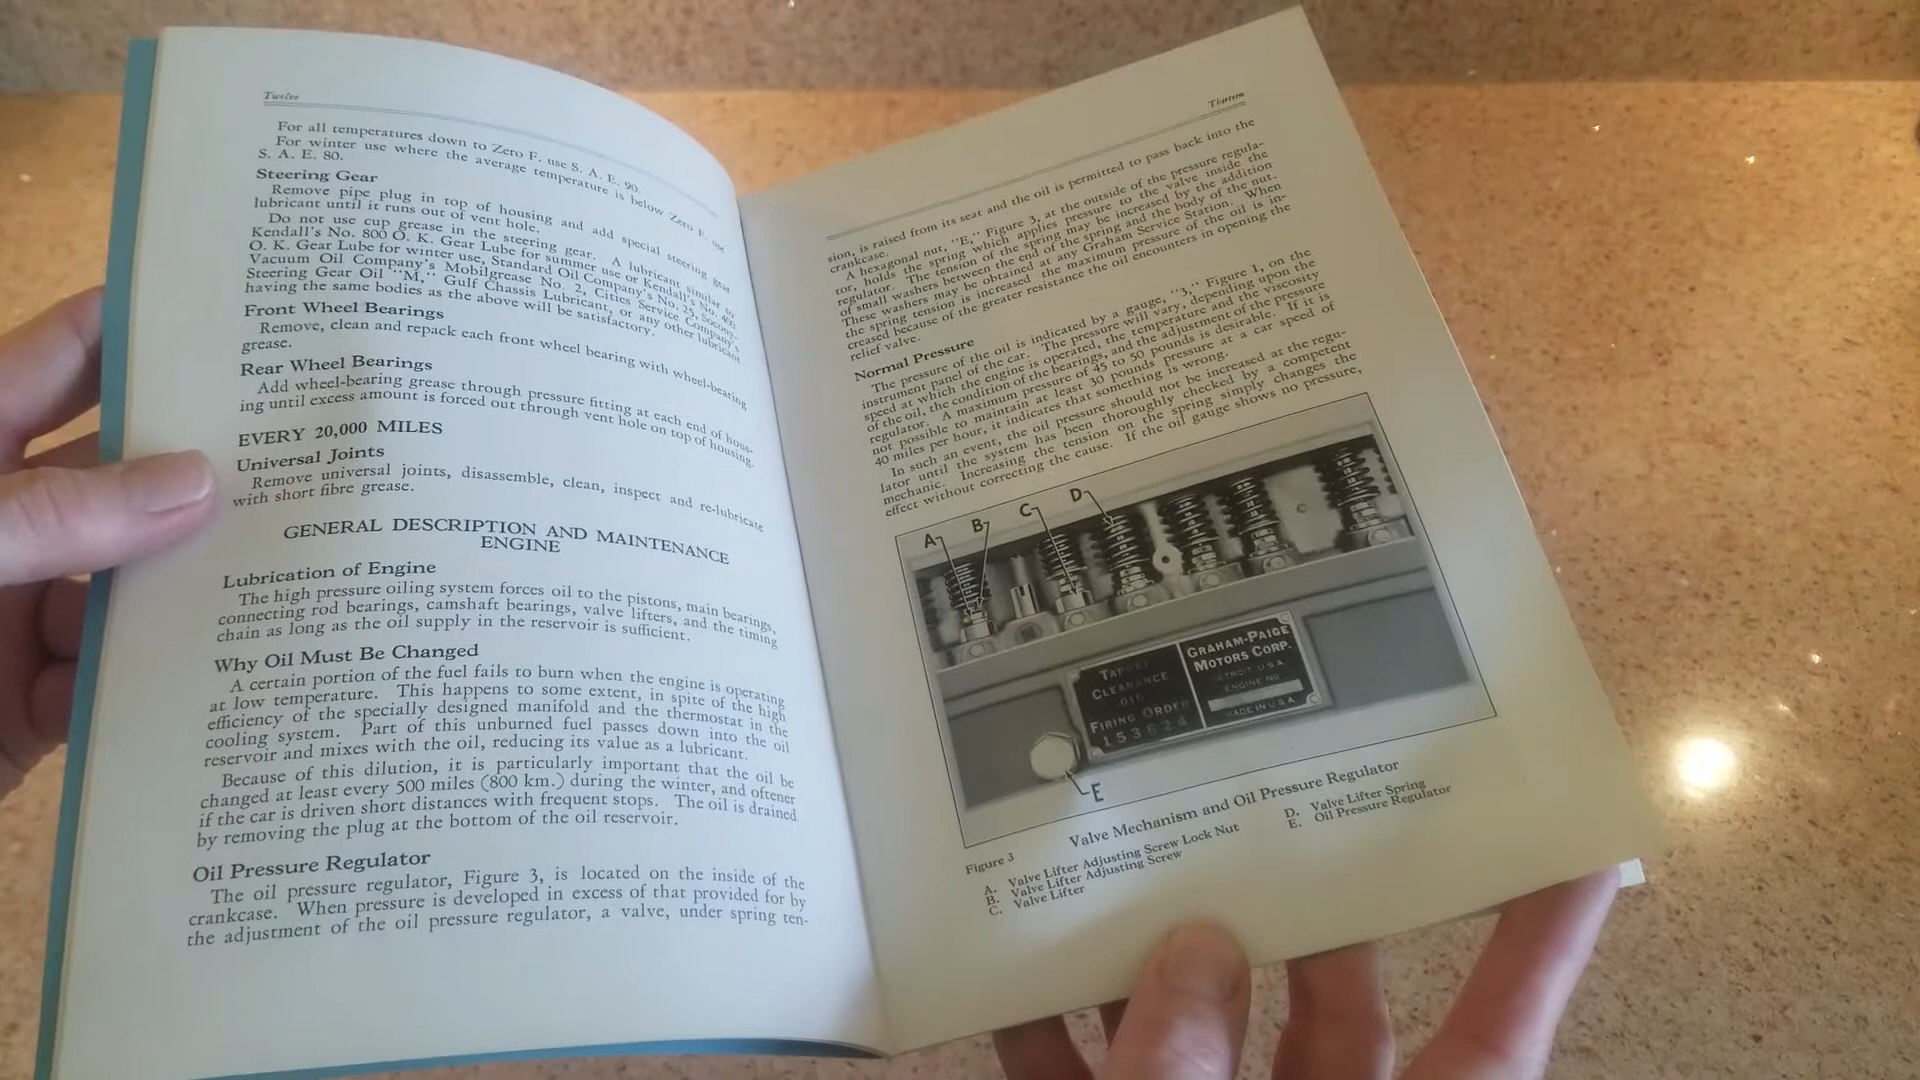 Twelve
For all temperatures down to Zero F. use S. A. E. 90.
For winter use where the average temperature is below Zero F. use
S. A. E. 80.
Steering Gear
Remove pipe plug in top of housing and add special steering gear
lubricant until it runs out of vent hole.
Do not use cup grease in the steering gear. A lubricant similar to
Kendall's No. 800 O. K. Gear Lube for summer use or Kendall's No. 400
O. K. Gear Lube for winter use, Standard Oil Company's No. 25, Socony-
Vacuum Oil Company's Mobilgrease No. 2, Cities Service Company's
Steering Gear Oil "M," Gulf Chassis Lubricant, or any other lubricant
having the same bodies as the above will be satisfactory.
Front Wheel Bearings
Remove, clean and repack each front wheel bearing with wheel-bearing
grease.
Rear Wheel Bearings
Add wheel-bearing grease through pressure fitting at each end of hous-
ing until excess amount is forced out through vent hole on top of housing.
EVERY 20,000 MILES
Universal Joints
Remove universal joints, disassemble, clean, inspect and re-lubricate
with short fibre grease.
GENERAL DESCRIPTION AND MAINTENANCE
ENGINE
Lubrication of Engine
The high pressure oiling system forces oil to the pistons, main bearings,
connecting rod bearings, camshaft bearings, valve lifters, and the timing
chain as long as the oil supply in the reservoir is sufficient.
Why Oil Must Be Changed
A certain portion of the fuel fails to burn when the engine is operating
at low temperature. This happens to some extent, in spite of the high
efficiency of the specially designed manifold and the thermostat in the
cooling system. Part of this unburned fuel passes down into the oil
reservoir and mixes with the oil, reducing its value as a lubricant.
Because of this dilution, it is particularly important that the oil be
changed at least every 500 miles (800 km.) during the winter, and oftener
if the car is driven short distances with frequent stops. The oil is drained
by removing the plug at the bottom of the oil reservoir.
Oil Pressure Regulator
The oil pressure regulator, Figure 3, is located on the inside of the
crankcase. When pressure is developed in excess of that provided for by
the adjustment of the oil pressure regulator, a valve, under spring ten-
Thirteen
sion, is raised from its seat and the oil is permitted to pass back into the
crankcase.
A hexagonal nut, "E," Figure 3, at the outside of the pressure regula-
tor, holds the spring which applies pressure to the valve inside the
regulator. The tension of the spring may be increased by the addition
of small washers between the end of the spring and the body of the nut.
These washers may be obtained at any Graham Service Station. When
the spring tension is increased the maximum pressure of the oil is in-
creased because of the greater resistance the oil encounters in opening the
relief valve.
Normal Pressure
The pressure of the oil is indicated by a gauge, "3," Figure 1, on the
instrument panel of the car. The pressure will vary, depending upon the
speed at which the engine is operated, the temperature and the viscosity
of the oil, the condition of the bearings, and the adjustment of the pressure
regulator. A maximum pressure of 45 to 50 pounds is desirable. If it is
not possible to maintain at least 30 pounds pressure at a car speed of
40 miles per hour, it indicates that something is wrong.
In such an event, the oil pressure should not be increased at the regu-
lator until the system has been thoroughly checked by a competent
mechanic. Increasing the tension on the spring simply changes the
effect without correcting the cause. If the oil gauge shows no pressure,
A
B
C
D
TAPPET
CLEARANCE
.010
FIRING ORDER
153624
GRAHAM-PAIGE
MOTORS CORP.
DETROIT U.S.A.
ENGINE NO.
MADE IN U.S.A.
E
Valve Mechanism and Oil Pressure Regulator
Figure 3
A. Valve Lifter Adjusting Screw Lock Nut
B. Valve Lifter Adjusting Screw
C. Valve Lifter
D. Valve Lifter Spring
E. Oil Pressure Regulator